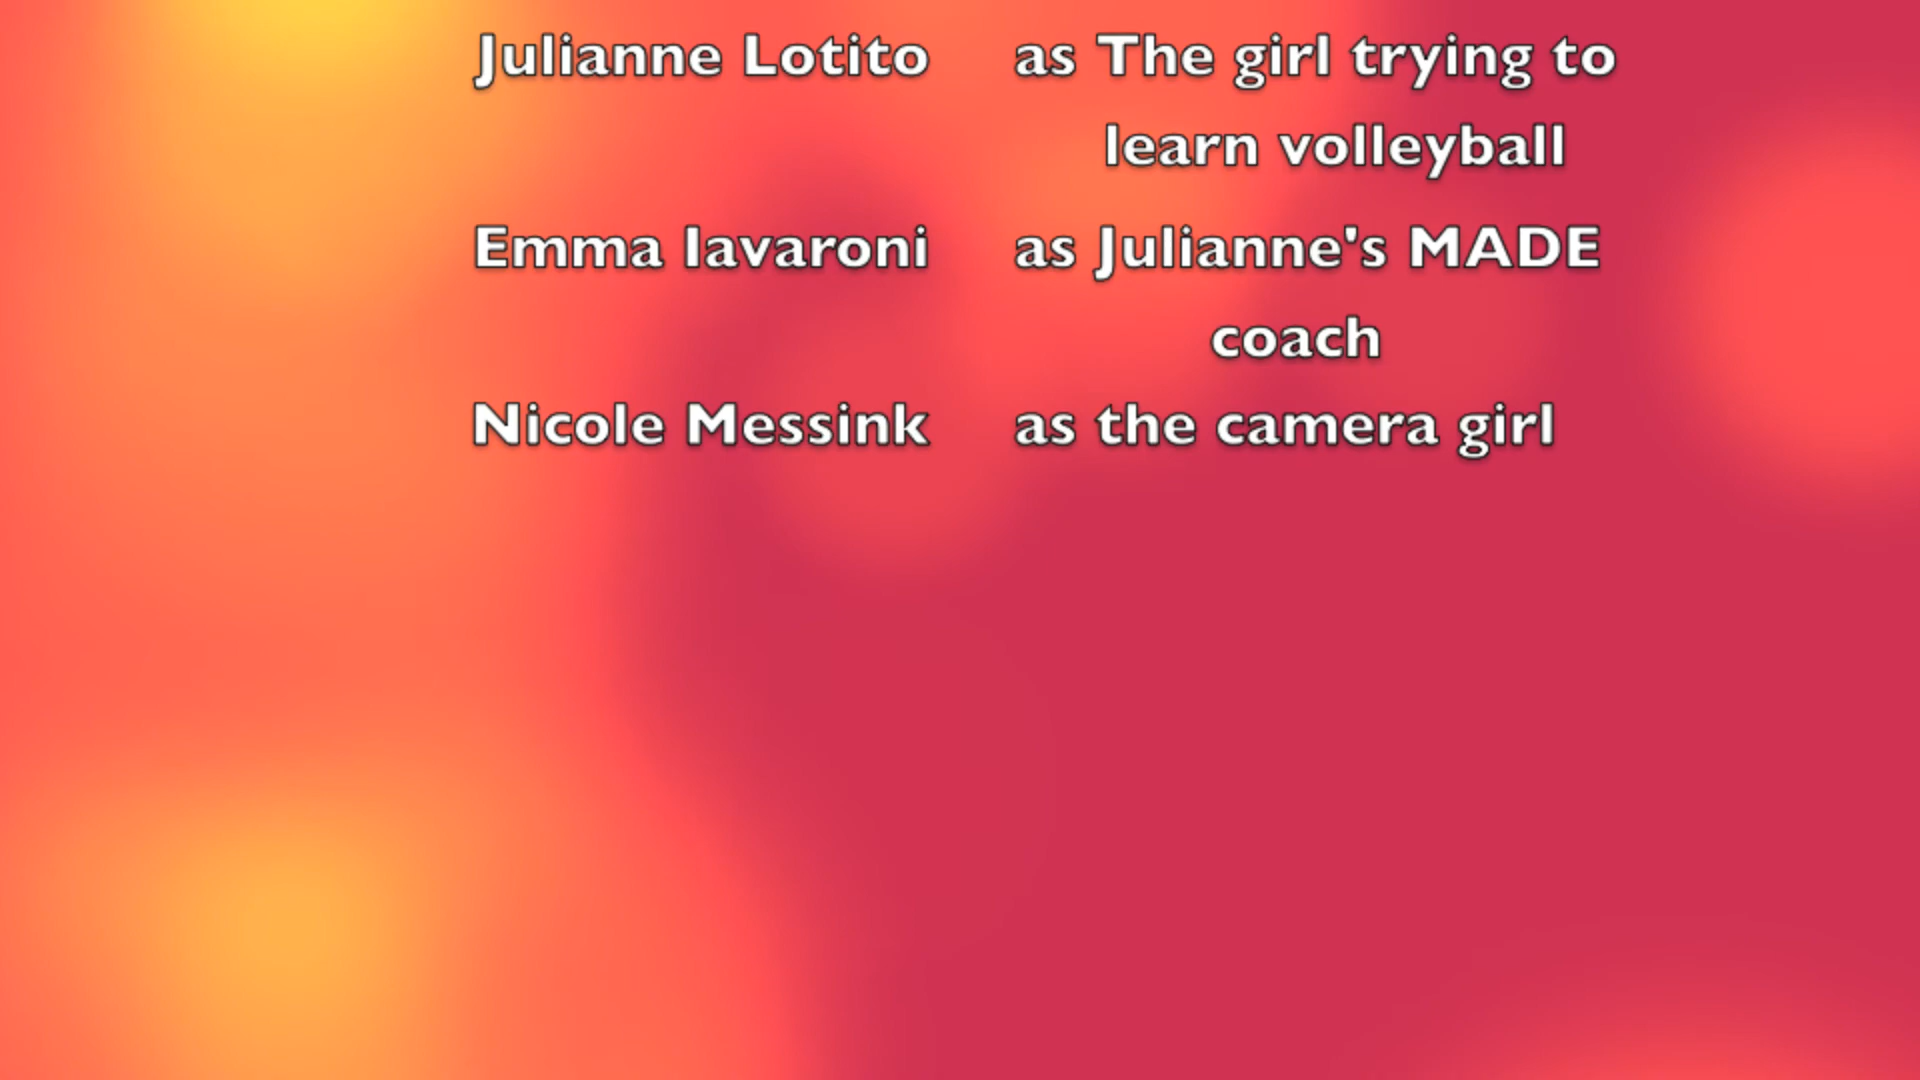 Julianne Lotito as The girl trying to
learn volleyball
Emma Iavaroni as Julianne's MADE
coach
Nicole Messink as the camera girl